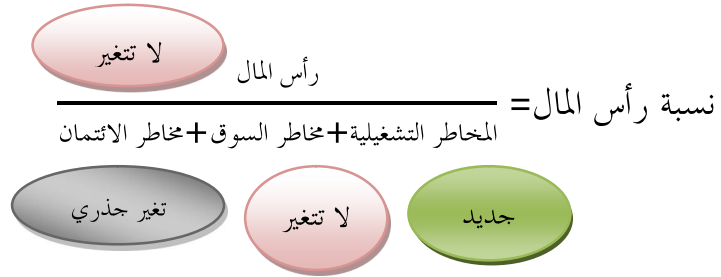 لا تتغير
نسبة رأس المال= رأس المال
المخاطر التشغيلية+مخاطر السوق+مخاطر الائتمان
جديد لا تتغير تغير جذري